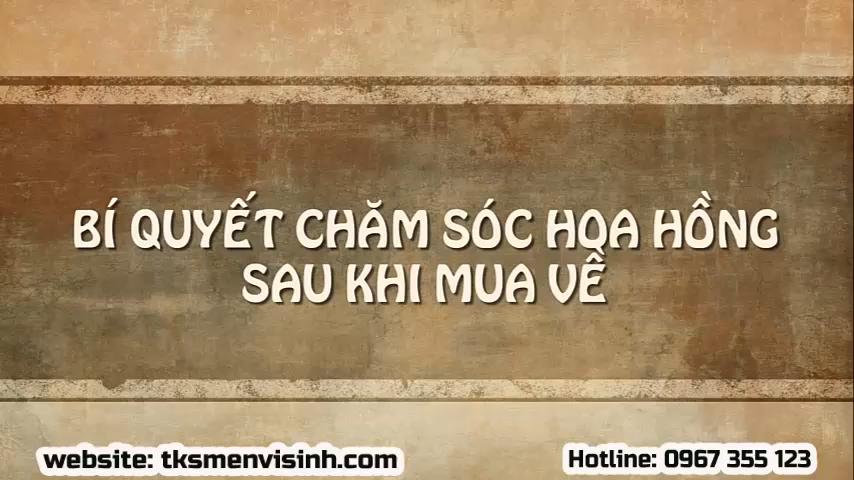 BÍ QUYẾT CHĂM SÓC HOA HỒNG
SAU KHI MUA VỀ
website: tksmenvisinh.com
Hotline: 0967 355 123